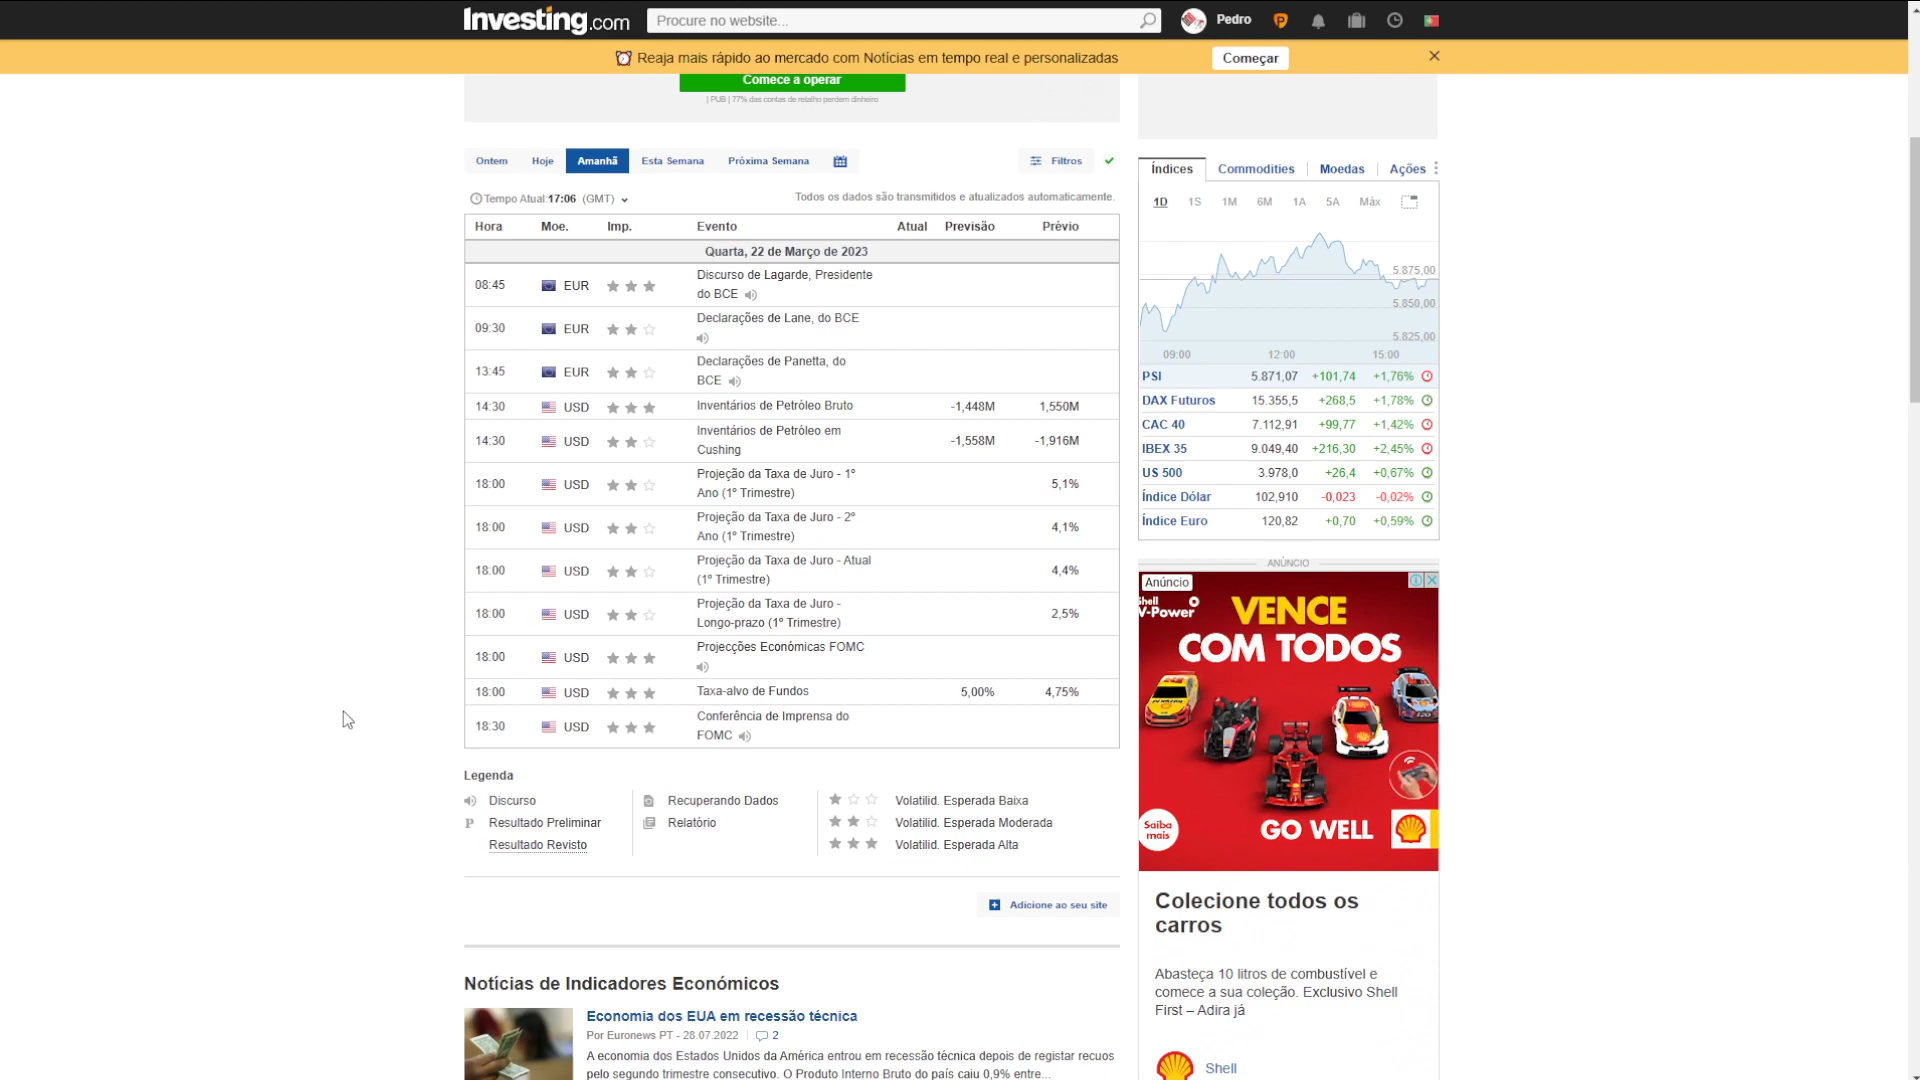 Investing.com
Procure no website...
Pedro
Reaja mais rápido ao mercado com Notícias em tempo real e personalizadas
Começar
Comece a operar
| PUB | 77% das contas de retalho perdem dinheiro
Ontem Hoje Amanhã Esta Semana Próxima Semana
Filtros
Tempo Atual:17:06 (GMT)
Todos os dados são transmitidos e atualizados automaticamente.
Hora Moe. Imp. Evento Atual Previsão Prévio
Quarta, 22 de Março de 2023
08:45 EUR Discurso de Lagarde, Presidente
do BCE
09:30 EUR Declarações de Lane, do BCE
13:45 EUR Declarações de Panetta, do
BCE
14:30 USD Inventários de Petróleo Bruto -1,448M 1,550M
14:30 USD Inventários de Petróleo em -1,558M -1,916M
Cushing
18:00 USD Projeção da Taxa de Juro - 1º 5,1%
Ano (1º Trimestre)
18:00 USD Projeção da Taxa de Juro - 2º 4,1%
Ano (1º Trimestre)
18:00 USD Projeção da Taxa de Juro - Atual 4,4%
(1º Trimestre)
18:00 USD Projeção da Taxa de Juro - 2,5%
Longo-prazo (1º Trimestre)
18:00 USD Projecções Económicas FOMC
18:00 USD Taxa-alvo de Fundos 5,00% 4,75%
18:30 USD Conferência de Imprensa do
FOMC
Legenda
Discurso
P Resultado Preliminar
Resultado Revisto
Recuperando Dados
Relatório
Volatilid. Esperada Baixa
Volatilid. Esperada Moderada
Volatilid. Esperada Alta
Adicione ao seu site
Notícias de Indicadores Económicos
Economia dos EUA em recessão técnica
Por Euronews PT - 28.07.2022 | 2
A economia dos Estados Unidos da América entrou em recessão técnica depois de registar recuos
pelo segundo trimestre consecutivo. O Produto Interno Bruto do país caiu 0,9% entre...
Índices Commodities Moedas Ações
1D 1S 1M 6M 1A 5A Máx
5.875,00
5.850,00
5.825,00
09:00 12:00 15:00
PSI 5.871,07 +101,74 +1,76%
DAX Futuros 15.355,5 +268,5 +1,78%
CAC 40 7.112,91 +99,77 +1,42%
IBEX 35 9.049,40 +216,30 +2,45%
US 500 3.978,0 +26,4 +0,67%
Índice Dólar 102,910 -0,023 -0,02%
Índice Euro 120,82 +0,70 +0,59%
ANÚNCIO
Anúncio
Shell
V-Power
VENCE
COM TODOS
Saiba
mais
GO WELL
Colecione todos os
carros
Abasteça 10 litros de combustível e
comece a sua coleção. Exclusivo Shell
First – Adira já
Shell